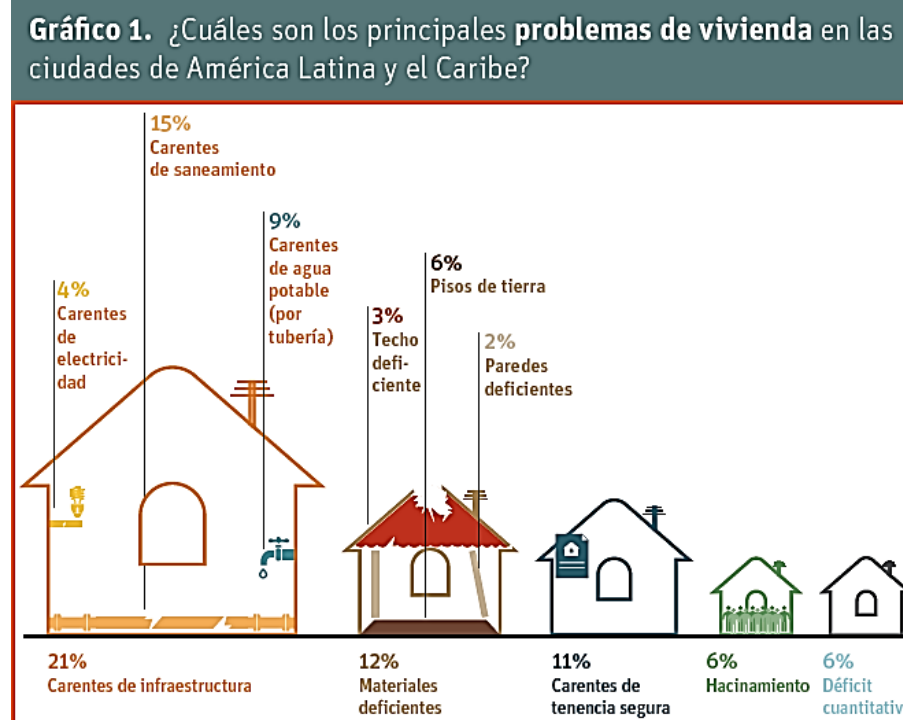 Gráfico 1. ¿Cuáles son los principales problemas de vivienda en las
ciudades de América Latina y el Caribe?
15%
Carentes
de saneamiento
9%
Carentes
de agua
potable
(por
tubería)
4%
Carentes
de
electrici-
dad
6%
Pisos de tierra
3%
Techo
defi-
ciente
2%
Paredes
deficientes
21%
Carentes de infraestructura
12%
Materiales
deficientes
11%
Carentes de
tenencia segura
6%
Hacinamiento
6%
Déficit
cuantitativ